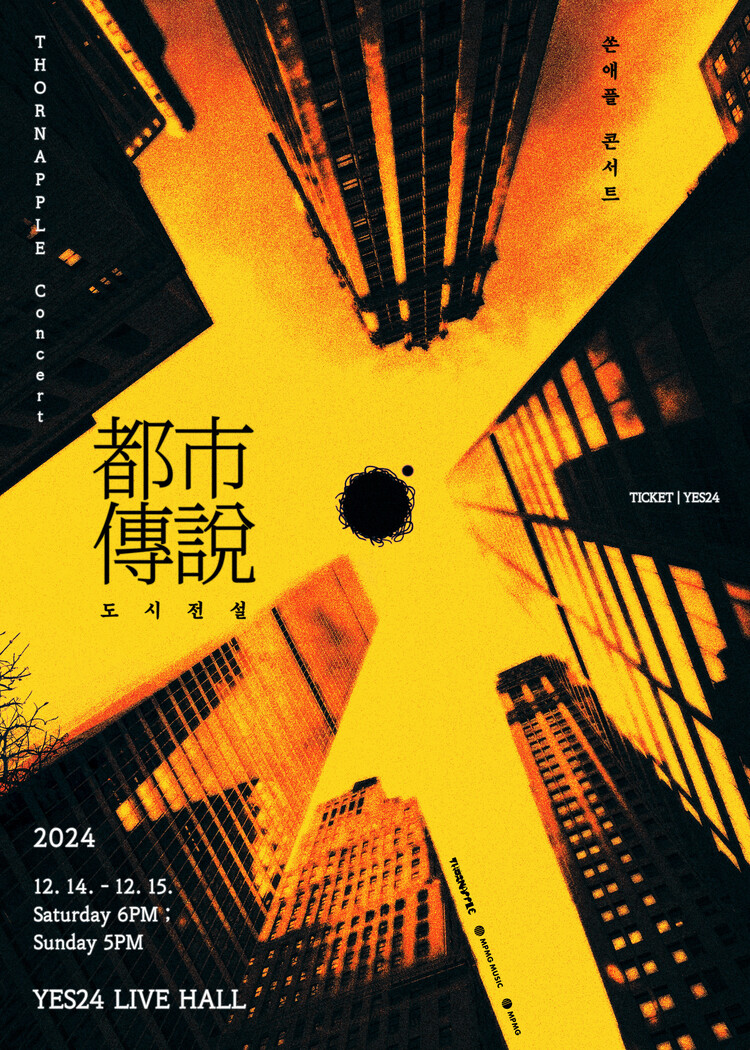 THORNAPPLE Concert
쏜애플 콘서트
都市
傳說
도시전설
TICKET | YES24
2024
12. 14. - 12. 15.
Saturday 6PM ;
Sunday 5PM
YES24 LIVE HALL
THORNAPPLE
MPMG MUSIC
MPMG